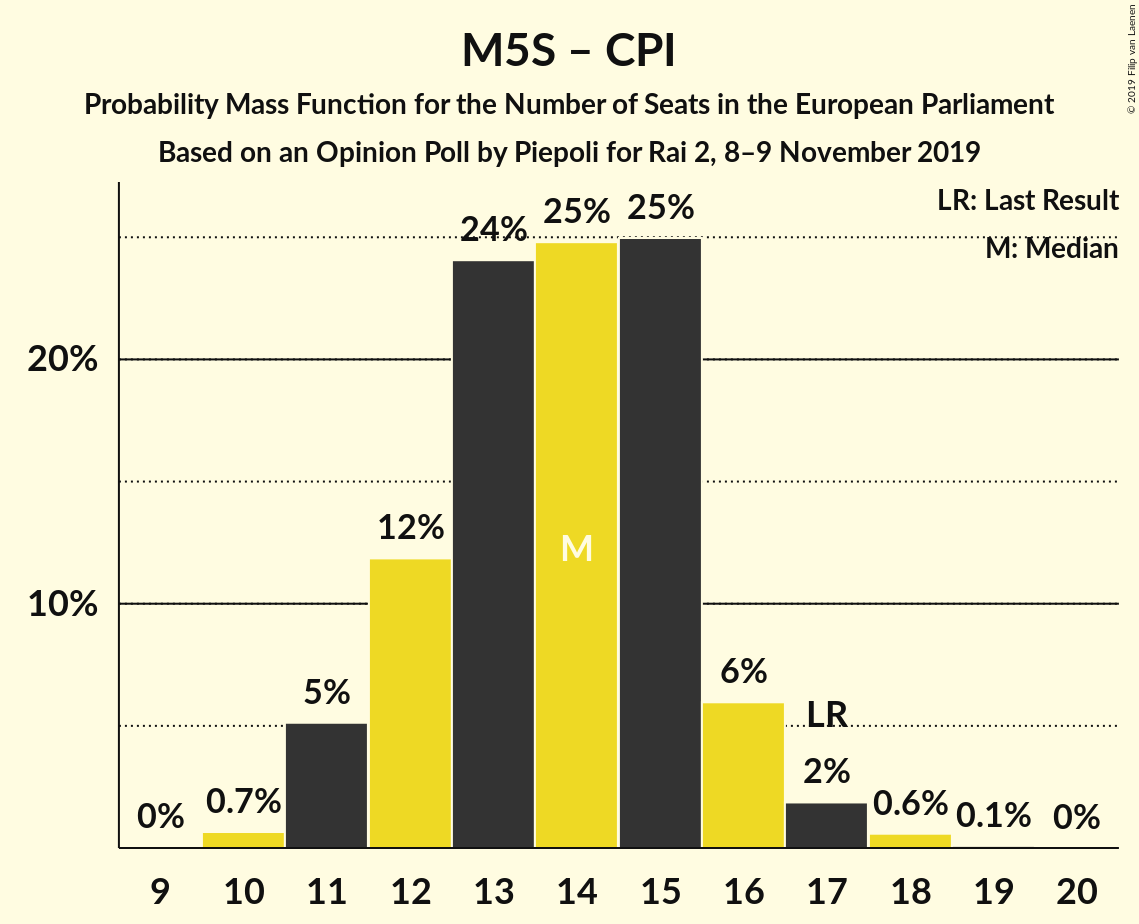 M5S – CPI
Probability Mass Function for the Number of Seats in the European Parliament
Based on an Opinion Poll by Piepoli for Rai 2, 8–9 November 2019
© 2019 Filip van Laenen
LR: Last Result
M: Median
20%
10%
0%
0.7%
5%
12%
24%
25%
25%
6%
2%
0.6%
0.1%
0%
M
LR
9 10 11 12 13 14 15 16 17 18 19 20